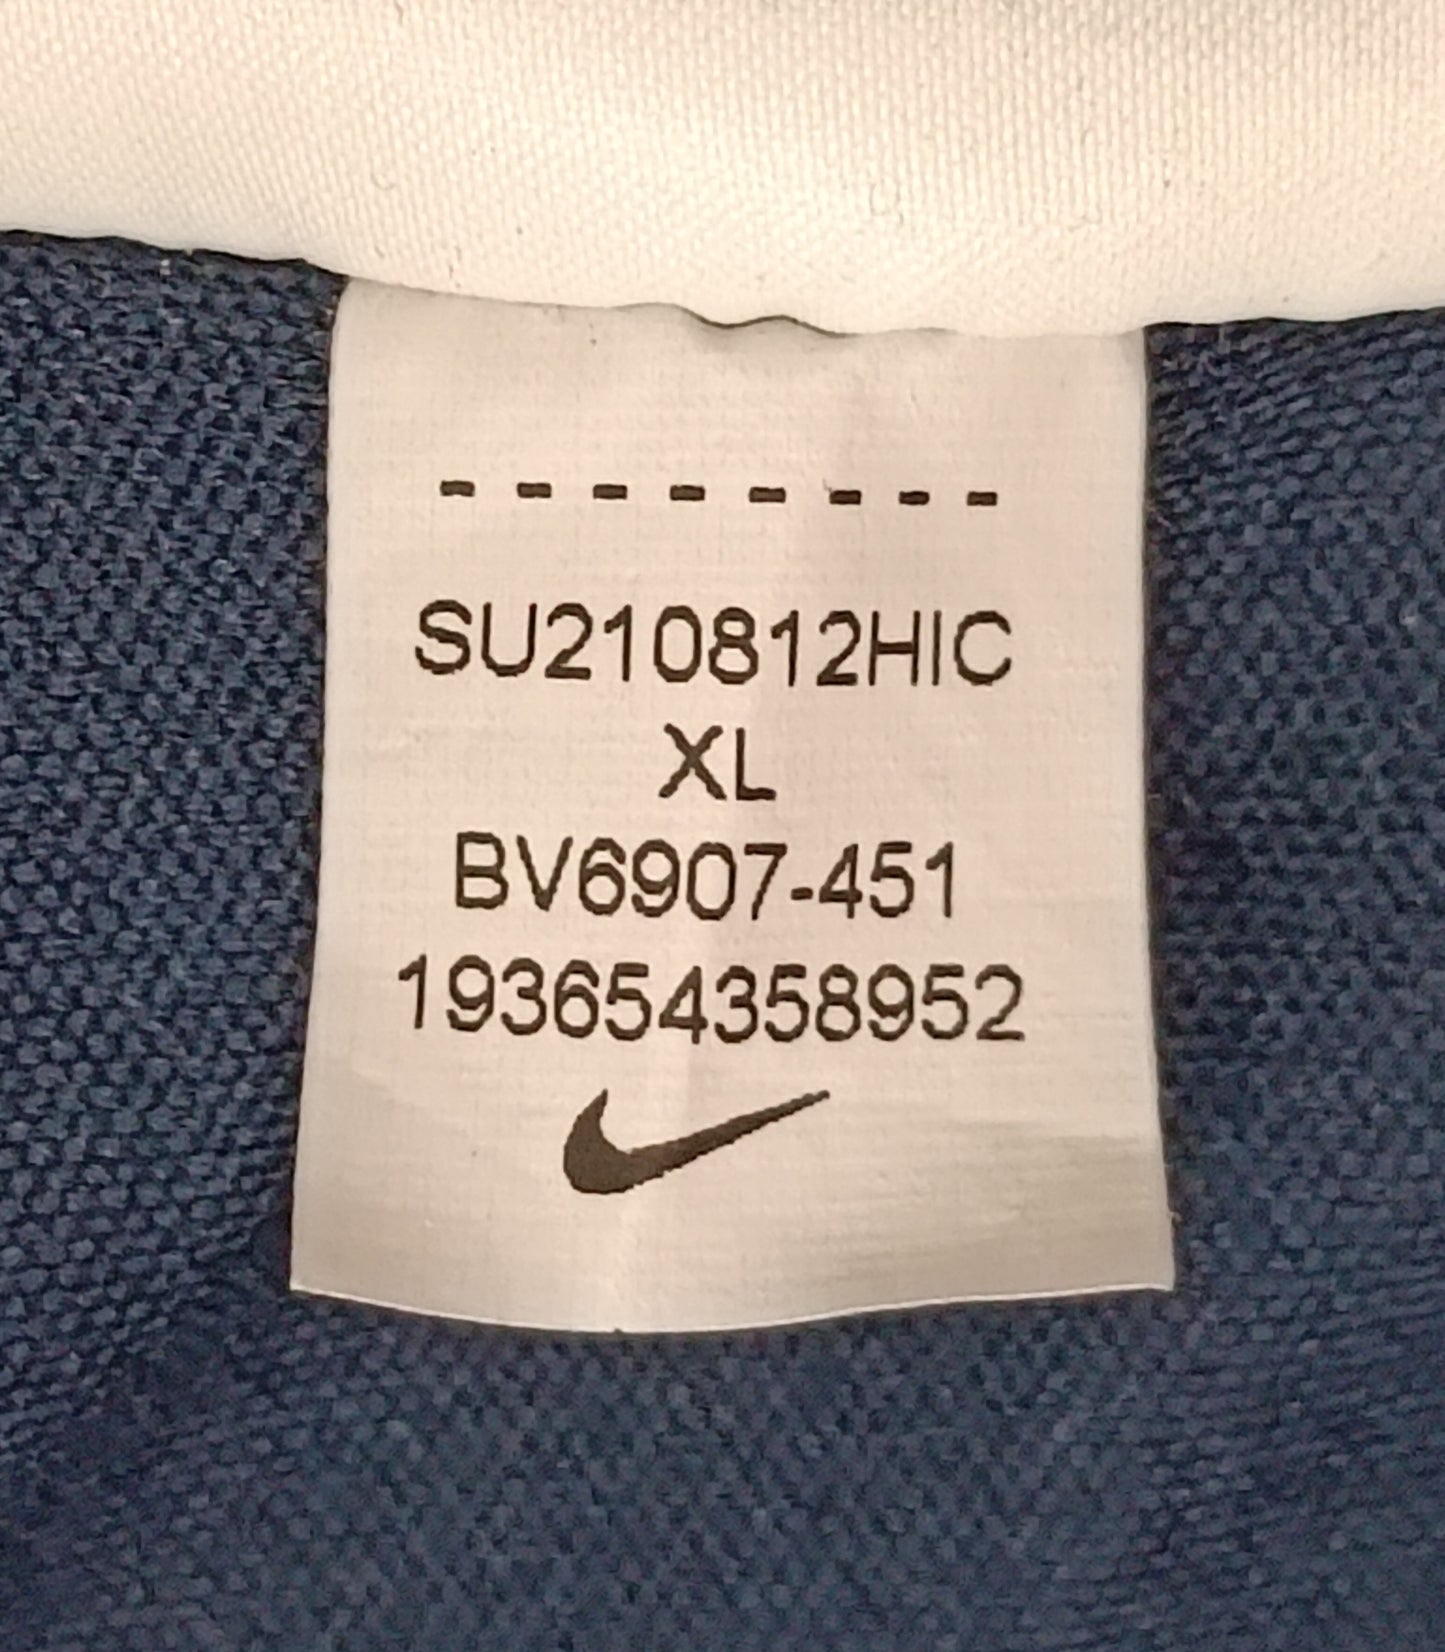 - - - - - - - -
SU210812HIC
XL
BV6907-451
193654358952